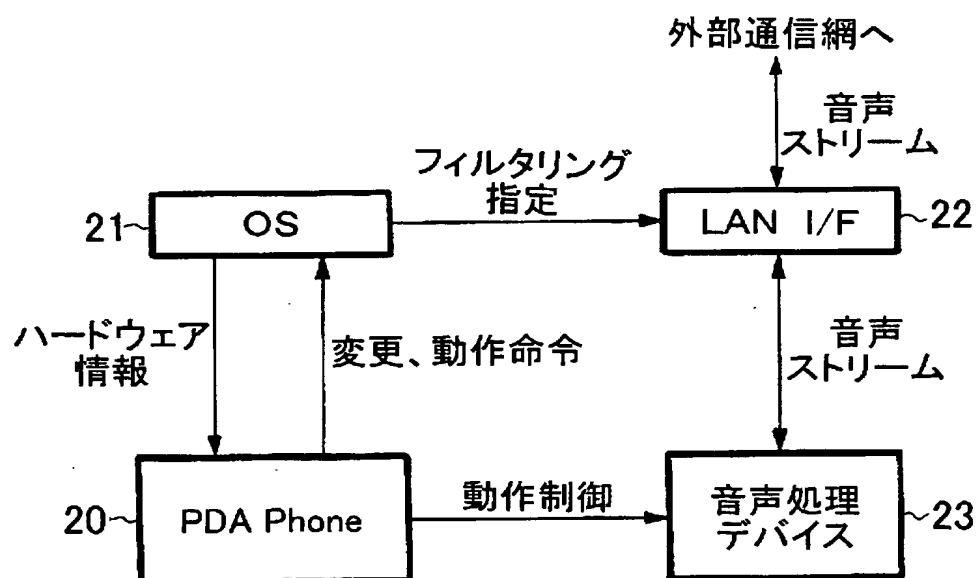 外部通信網へ
音声
ストリーム
フィルタリング
指定
21
OS
LAN I/F
22
ハードウェア
情報
変更、動作命令
音声
ストリーム
20
PDA Phone
動作制御
音声処理
デバイス
23